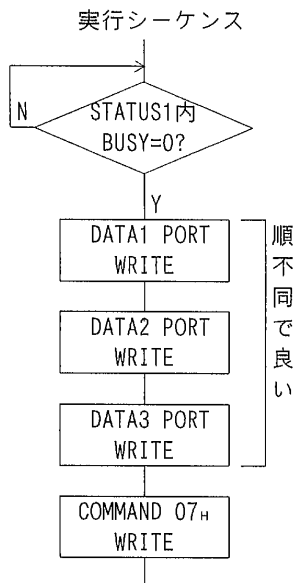 実行シーケンス
N
STATUS1内
BUSY=0?
Y
DATA1 PORT
WRITE
DATA2 PORT
WRITE
DATA3 PORT
WRITE
順不同で良い
COMMAND 07H
WRITE